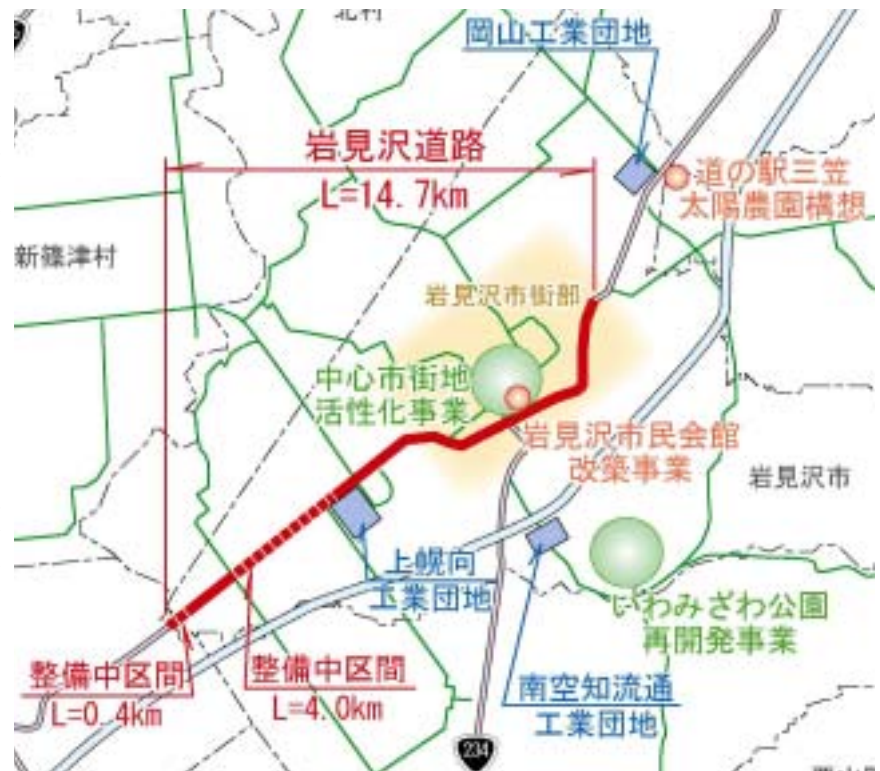 北村
岡山工業団地
岩見沢道路
L=14.7km
道の駅三笠
太陽農園構想
新篠津村
岩見沢市街部
中心市街地
活性化事業
岩見沢市民会館
改築事業
岩見沢市
上幌向
工業団地
いわみざわ公園
再開発事業
整備中区間
L=0.4km
整備中区間
L=4.0km
南空知流通
工業団地
234